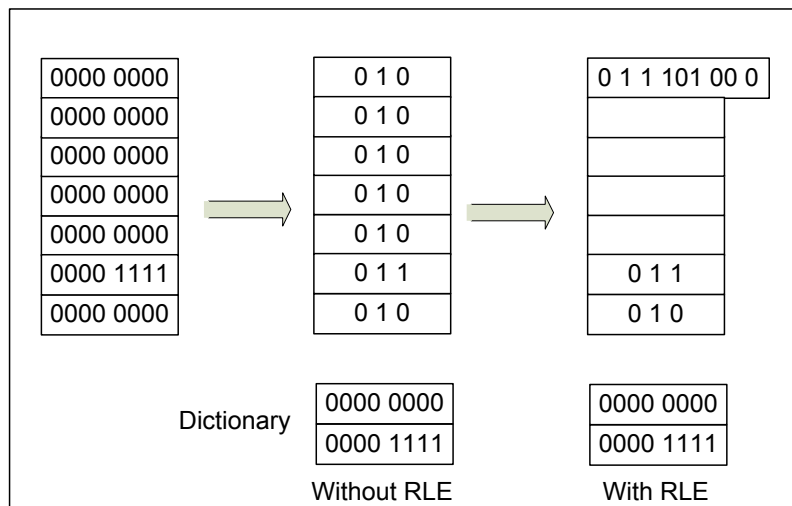 0000 0000 0 1 0 0 1 1 101 00 0
0000 0000 0 1 0
0000 0000 0 1 0
0000 0000 0 1 0
0000 0000 0 1 0
0000 1111 0 1 1 0 1 1
0000 0000 0 1 0 0 1 0
0000 0000 0000 0000
Dictionary
0000 1111 0000 1111
Without RLE With RLE